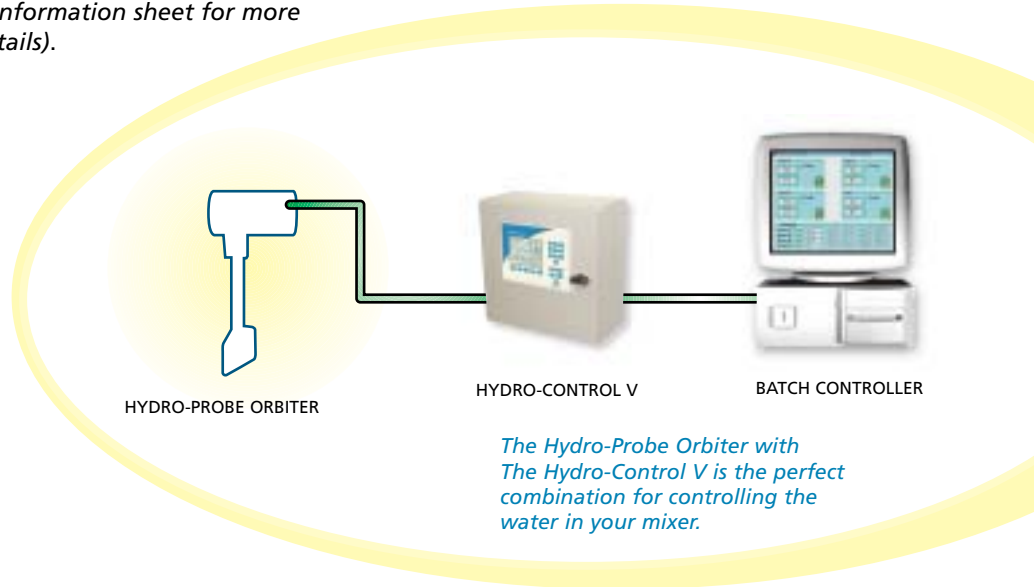 nformation sheet for more
tails).
HYDRO-PROBE ORBITER
HYDRO-CONTROL V
BATCH CONTROLLER
The Hydro-Probe Orbiter with
The Hydro-Control V is the perfect
combination for controlling the
water in your mixer.